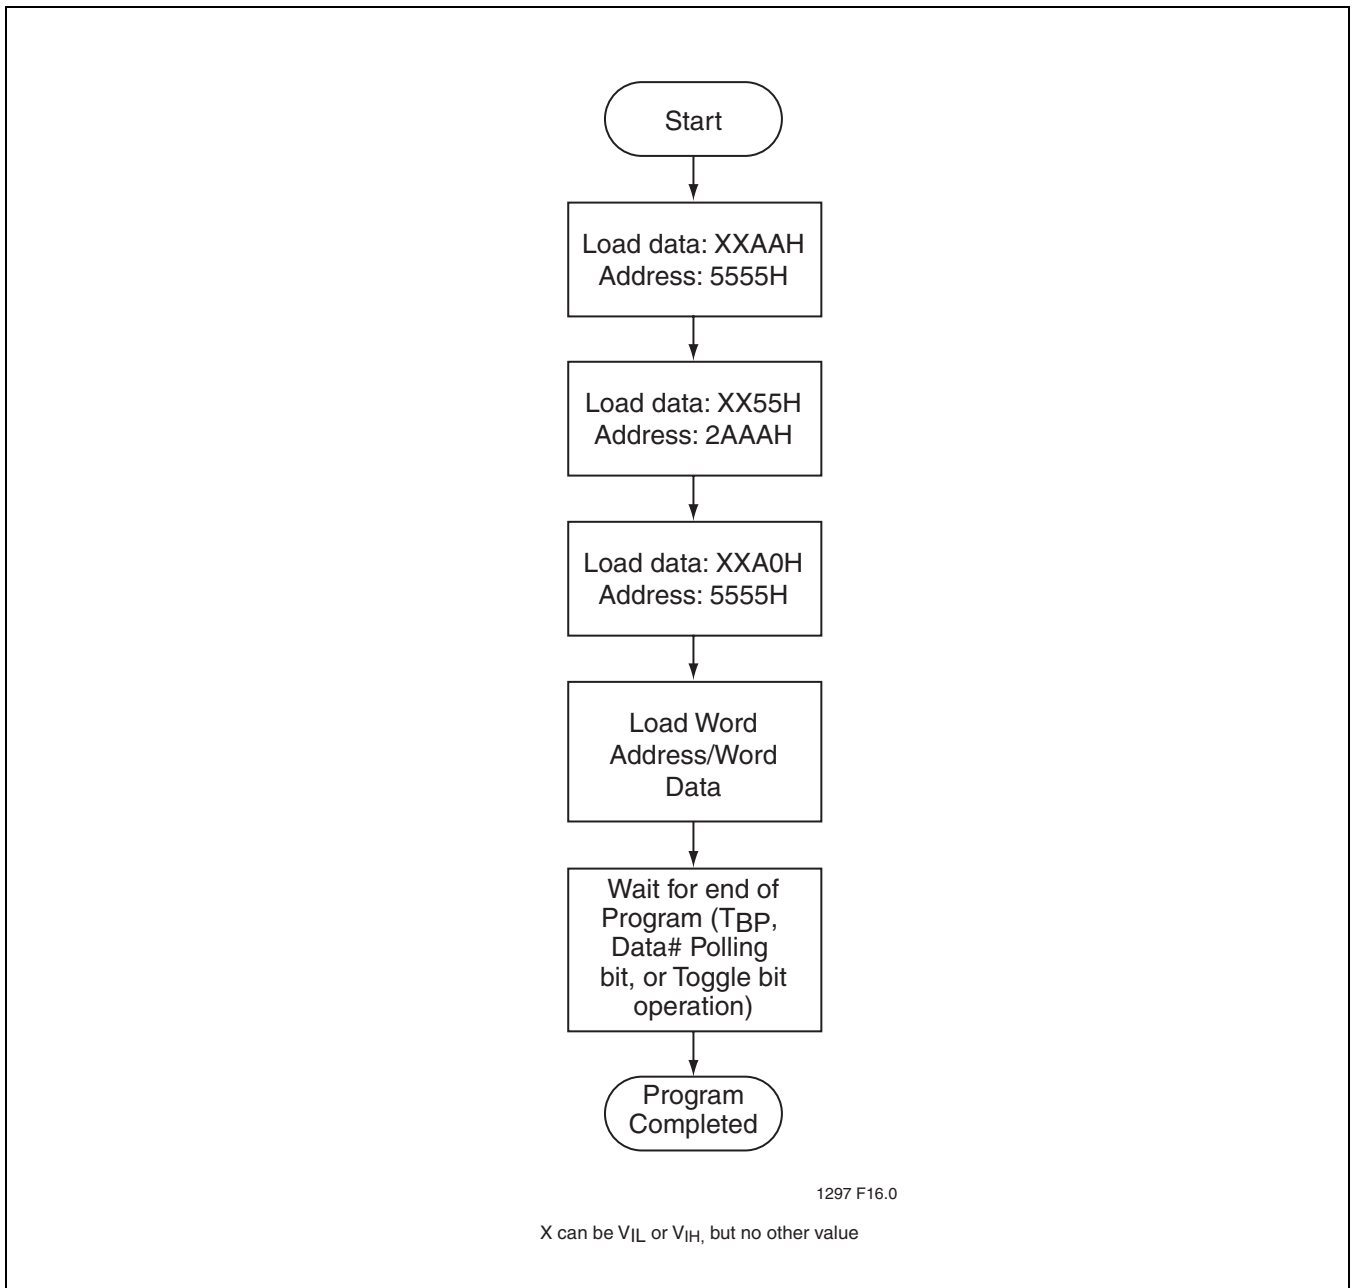 Start
Load data: XXAAH
Address: 5555H
Load data: XX55H
Address: 2AAAH
Load data: XXA0H
Address: 5555H
Load Word
Address/Word
Data
Wait for end of
Program (TBP,
Data# Polling
bit, or Toggle bit
operation)
Program
Completed
1297 F16.0
X can be VIL or VIH, but no other value